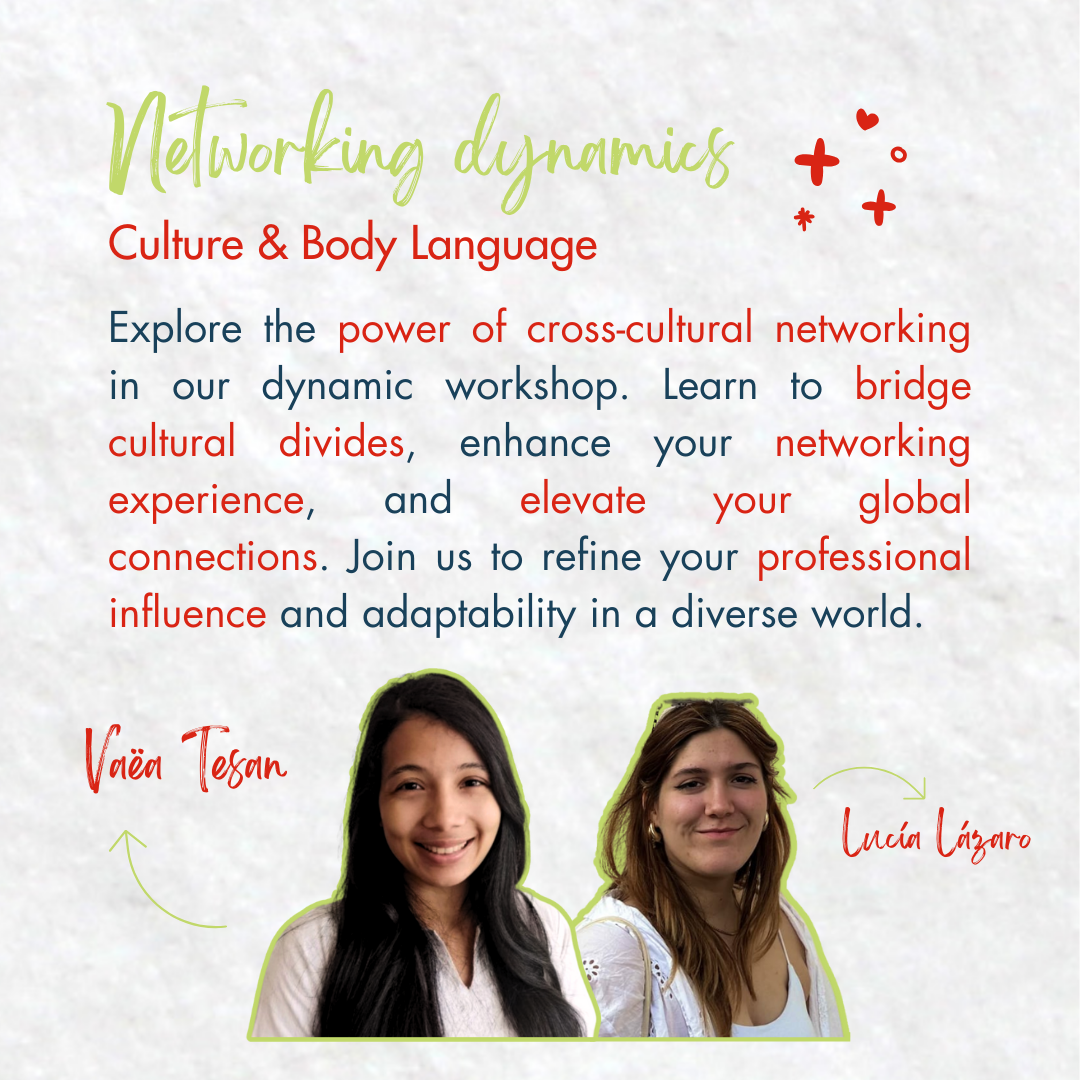 Networking dynamics
Culture & Body Language
Explore the power of cross-cultural networking
in our dynamic workshop. Learn to bridge
cultural divides, enhance your networking
experience, and elevate your global
connections. Join us to refine your professional
influence and adaptability in a diverse world.
Vaëa Tesan
Lucía Lázaro